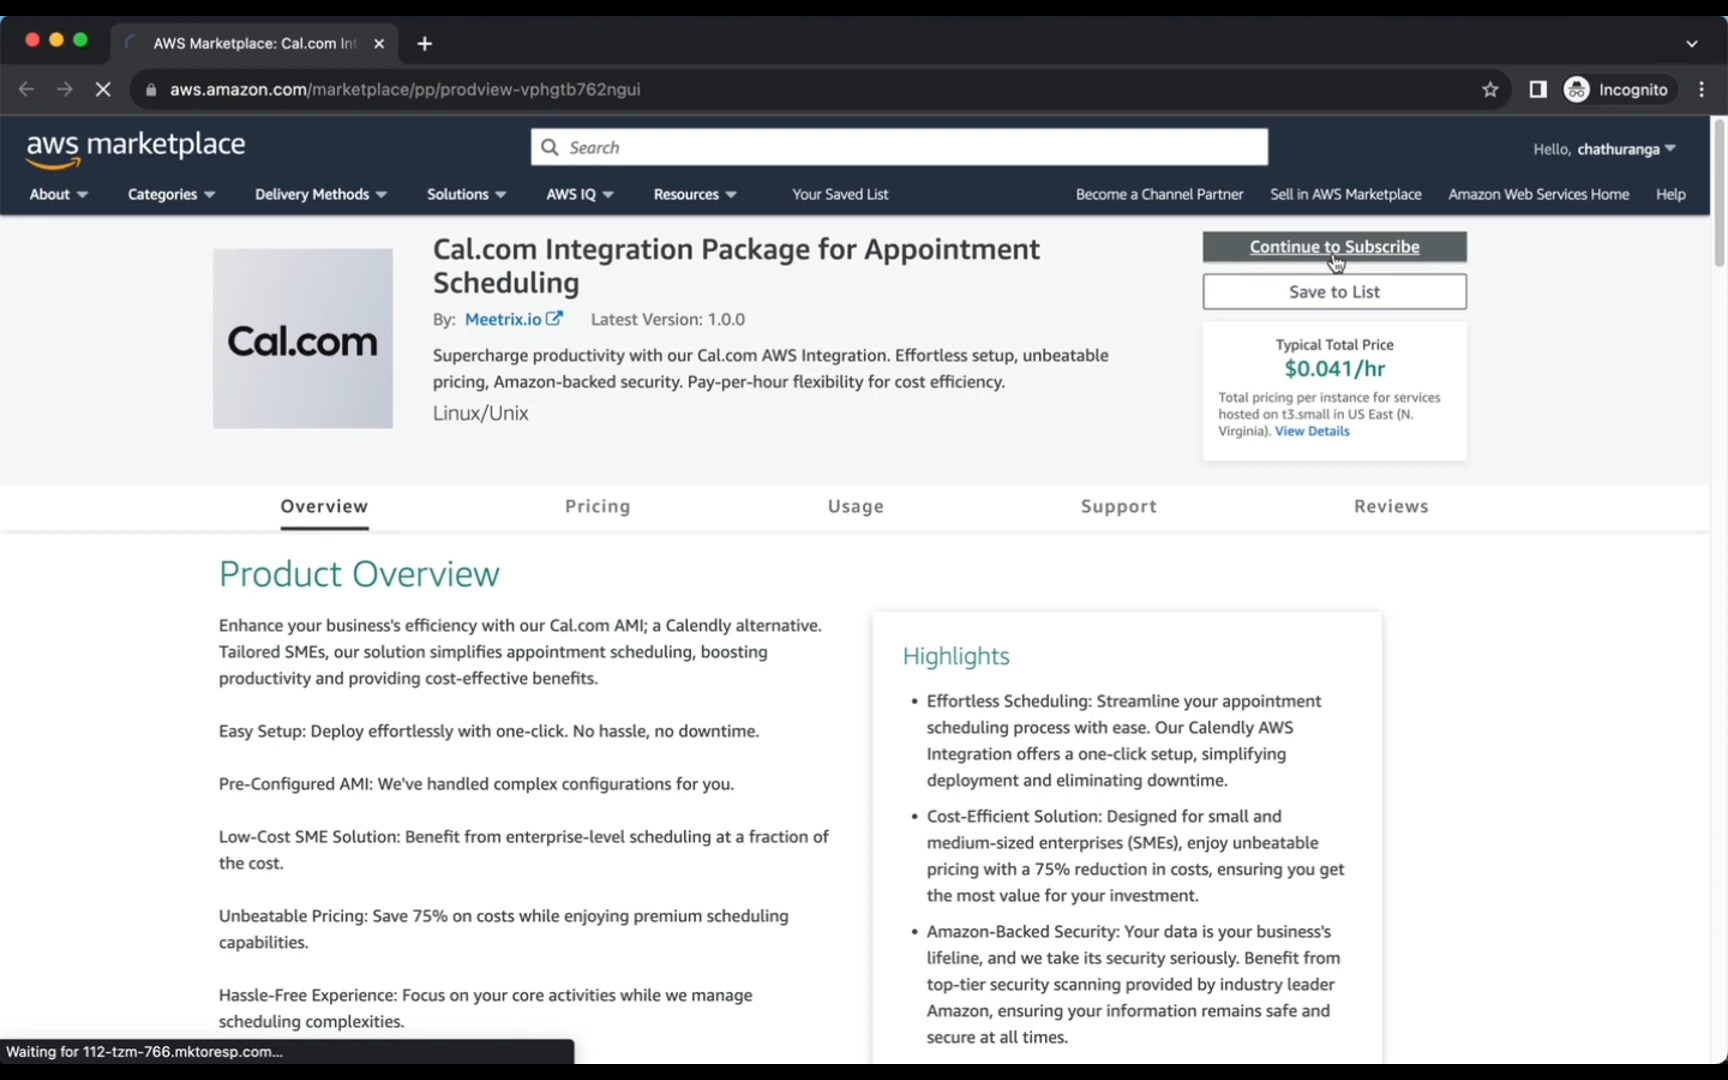 AWS Marketplace: Cal.com Int
aws.amazon.com/marketplace/pp/prodview-vphgtb762ngui
Incognito
aws marketplace
Search
Hello, chathuranga
About
Categories
Delivery Methods
Solutions
AWS IQ
Resources
Your Saved List
Become a Channel Partner
Sell in AWS Marketplace
Amazon Web Services Home
Help
Cal.com
Cal.com Integration Package for Appointment
Scheduling
By: Meetrix.io Latest Version: 1.0.0
Supercharge productivity with our Cal.com AWS Integration. Effortless setup, unbeatable
pricing, Amazon-backed security. Pay-per-hour flexibility for cost efficiency.
Linux/Unix
Continue to Subscribe
Save to List
Typical Total Price
$0.041/hr
Total pricing per instance for services
hosted on t3.small in US East (N.
Virginia). View Details
Overview
Pricing
Usage
Support
Reviews
Product Overview
Enhance your business's efficiency with our Cal.com AMI; a Calendly alternative.
Tailored SMEs, our solution simplifies appointment scheduling, boosting
productivity and providing cost-effective benefits.
Easy Setup: Deploy effortlessly with one-click. No hassle, no downtime.
Pre-Configured AMI: We've handled complex configurations for you.
Low-Cost SME Solution: Benefit from enterprise-level scheduling at a fraction of
the cost.
Unbeatable Pricing: Save 75% on costs while enjoying premium scheduling
capabilities.
Hassle-Free Experience: Focus on your core activities while we manage
scheduling complexities.
Highlights
• Effortless Scheduling: Streamline your appointment
scheduling process with ease. Our Calendly AWS
Integration offers a one-click setup, simplifying
deployment and eliminating downtime.
• Cost-Efficient Solution: Designed for small and
medium-sized enterprises (SMEs), enjoy unbeatable
pricing with a 75% reduction in costs, ensuring you get
the most value for your investment.
• Amazon-Backed Security: Your data is your business's
lifeline, and we take its security seriously. Benefit from
top-tier security scanning provided by industry leader
Amazon, ensuring your information remains safe and
secure at all times.
Waiting for 112-tzm-766.mktoresp.com...